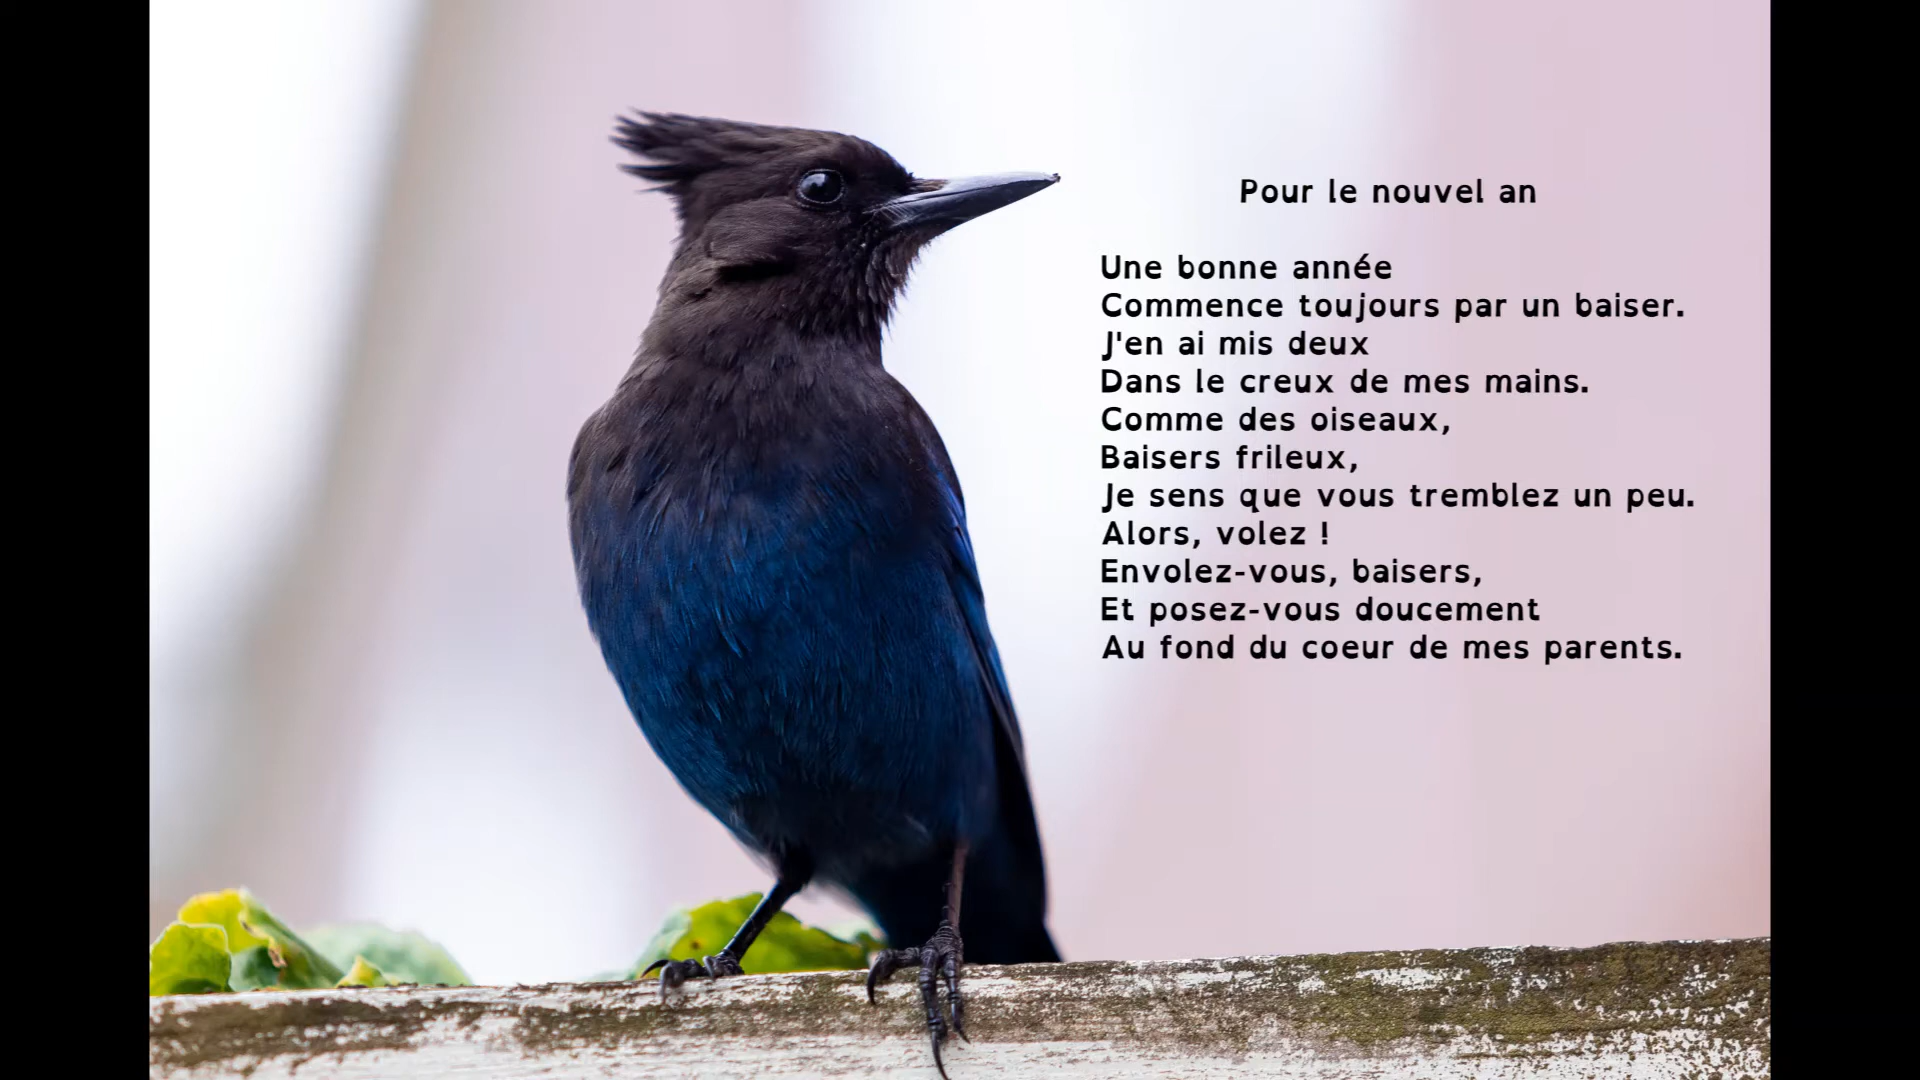 Pour le nouvel an
Une bonne année
Commence toujours par un baiser.
J'en ai mis deux
Dans le creux de mes mains.
Comme des oiseaux,
Baisers frileux,
Je sens que vous tremblez un peu.
Alors, volez !
Envolez-vous, baisers,
Et posez-vous doucement
Au fond du coeur de mes parents.